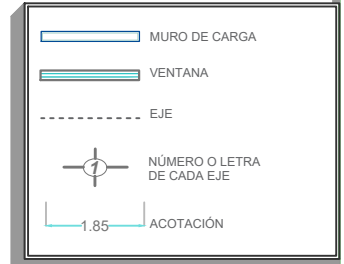 MURO DE CARGA
VENTANA
EJE
1
NÚMERO O LETRA
DE CADA EJE
1.85
ACOTACIÓN